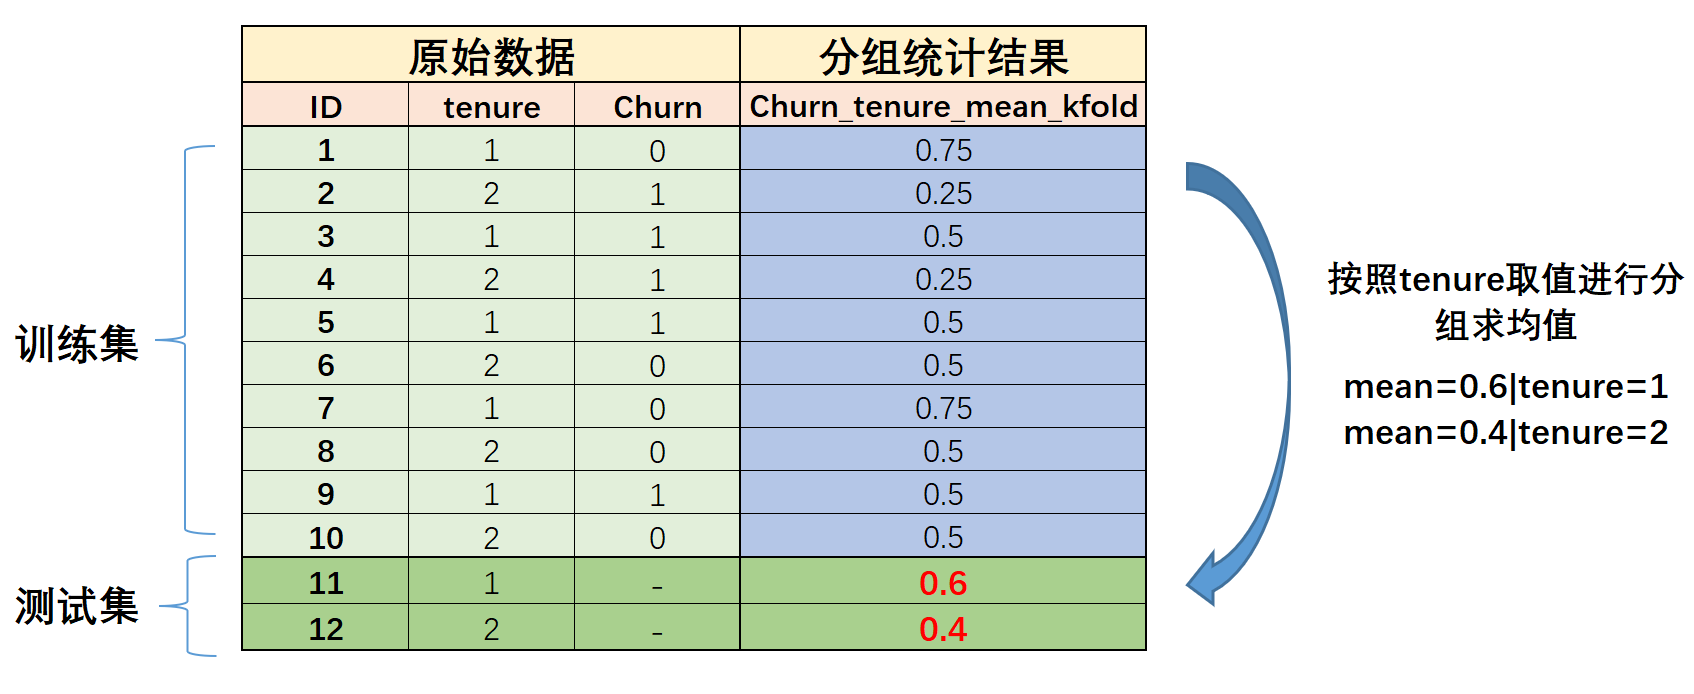 原始数据 分组统计结果
ID tenure Churn Churn_tenure_mean_kfold
1 1 0 0.75
2 2 1 0.25
3 1 1 0.5
4 2 1 0.25
5 1 1 0.5
6 2 0 0.5
7 1 0 0.75
8 2 0 0.5
9 1 1 0.5
10 2 0 0.5
11 1 - 0.6
12 2 - 0.4
训练集
测试集
按照tenure取值进行分
组求均值
mean=0.6|tenure=1
mean=0.4|tenure=2